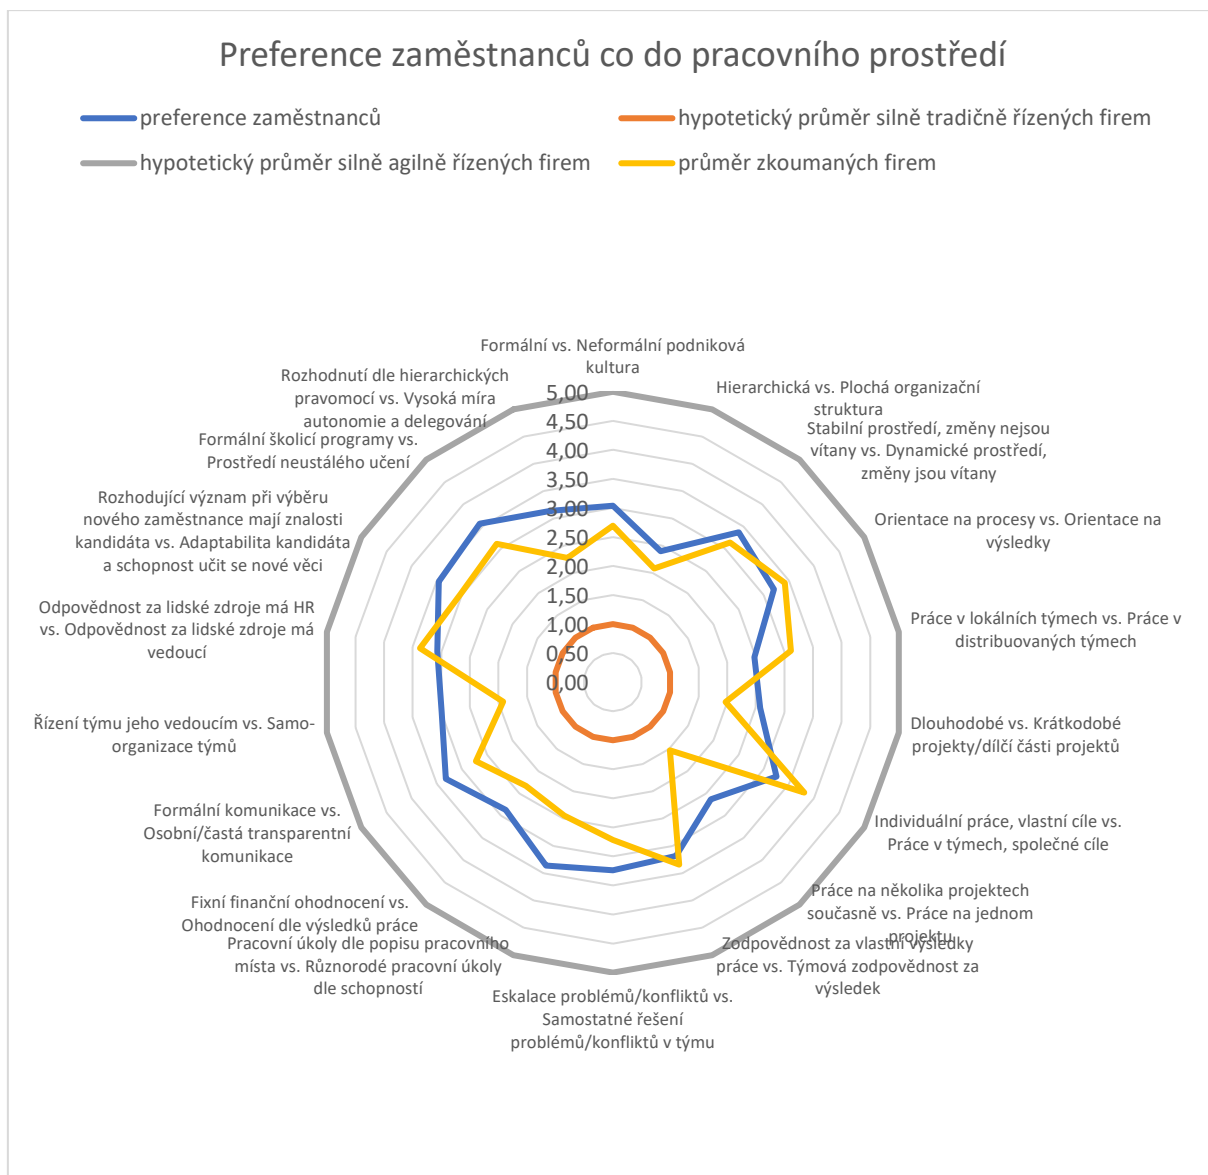 Preference zaměstnanců co do pracovního prostředí
preference zaměstnanců
hypotetický průměr silně tradičně řízených firem
hypotetický průměr silně agilně řízených firem
průměr zkoumaných firem
Formální vs. Neformální podniková
kultura
Hierarchická vs. Plochá organizační
struktura
Stabilní prostředí, změny nejsou
vítany vs. Dynamické prostředí,
změny jsou vítany
Orientace na procesy vs. Orientace na
výsledky
Práce v lokálních týmech vs. Práce v
distribuovaných týmech
Dlouhodobé vs. Krátkodobé
projekty/dílčí části projektů
Individuální práce, vlastní cíle vs.
Práce v týmech, společné cíle
Práce na několika projektech
současně vs. Práce na jednom
projektu
Zodpovědnost za vlastní výsledky
práce vs. Týmová zodpovědnost za
výsledek
Eskalace problémů/konfliktů vs.
Samostatné řešení
problémů/konfliktů v týmu
Pracovní úkoly dle popisu pracovního
místa vs. Různorodé pracovní úkoly
dle schopností
Fixní finanční ohodnocení vs.
Ohodnocení dle výsledků práce
Formální komunikace vs.
Osobní/častá transparentní
komunikace
Řízení týmu jeho vedoucím vs. Samo-
organizace týmů
Odpovědnost za lidské zdroje má HR
vs. Odpovědnost za lidské zdroje má
vedoucí
Rozhodující význam při výběru
nového zaměstnance mají znalosti
kandidáta vs. Adaptabilita kandidáta
a schopnost učit se nové věci
Formální školicí programy vs.
Prostředí neustálého učení
Rozhodnutí dle hierarchických
pravomocí vs. Vysoká míra
autonomie a delegování
5,00
4,50
4,00
3,50
3,00
2,50
2,00
1,50
1,00
0,50
0,00